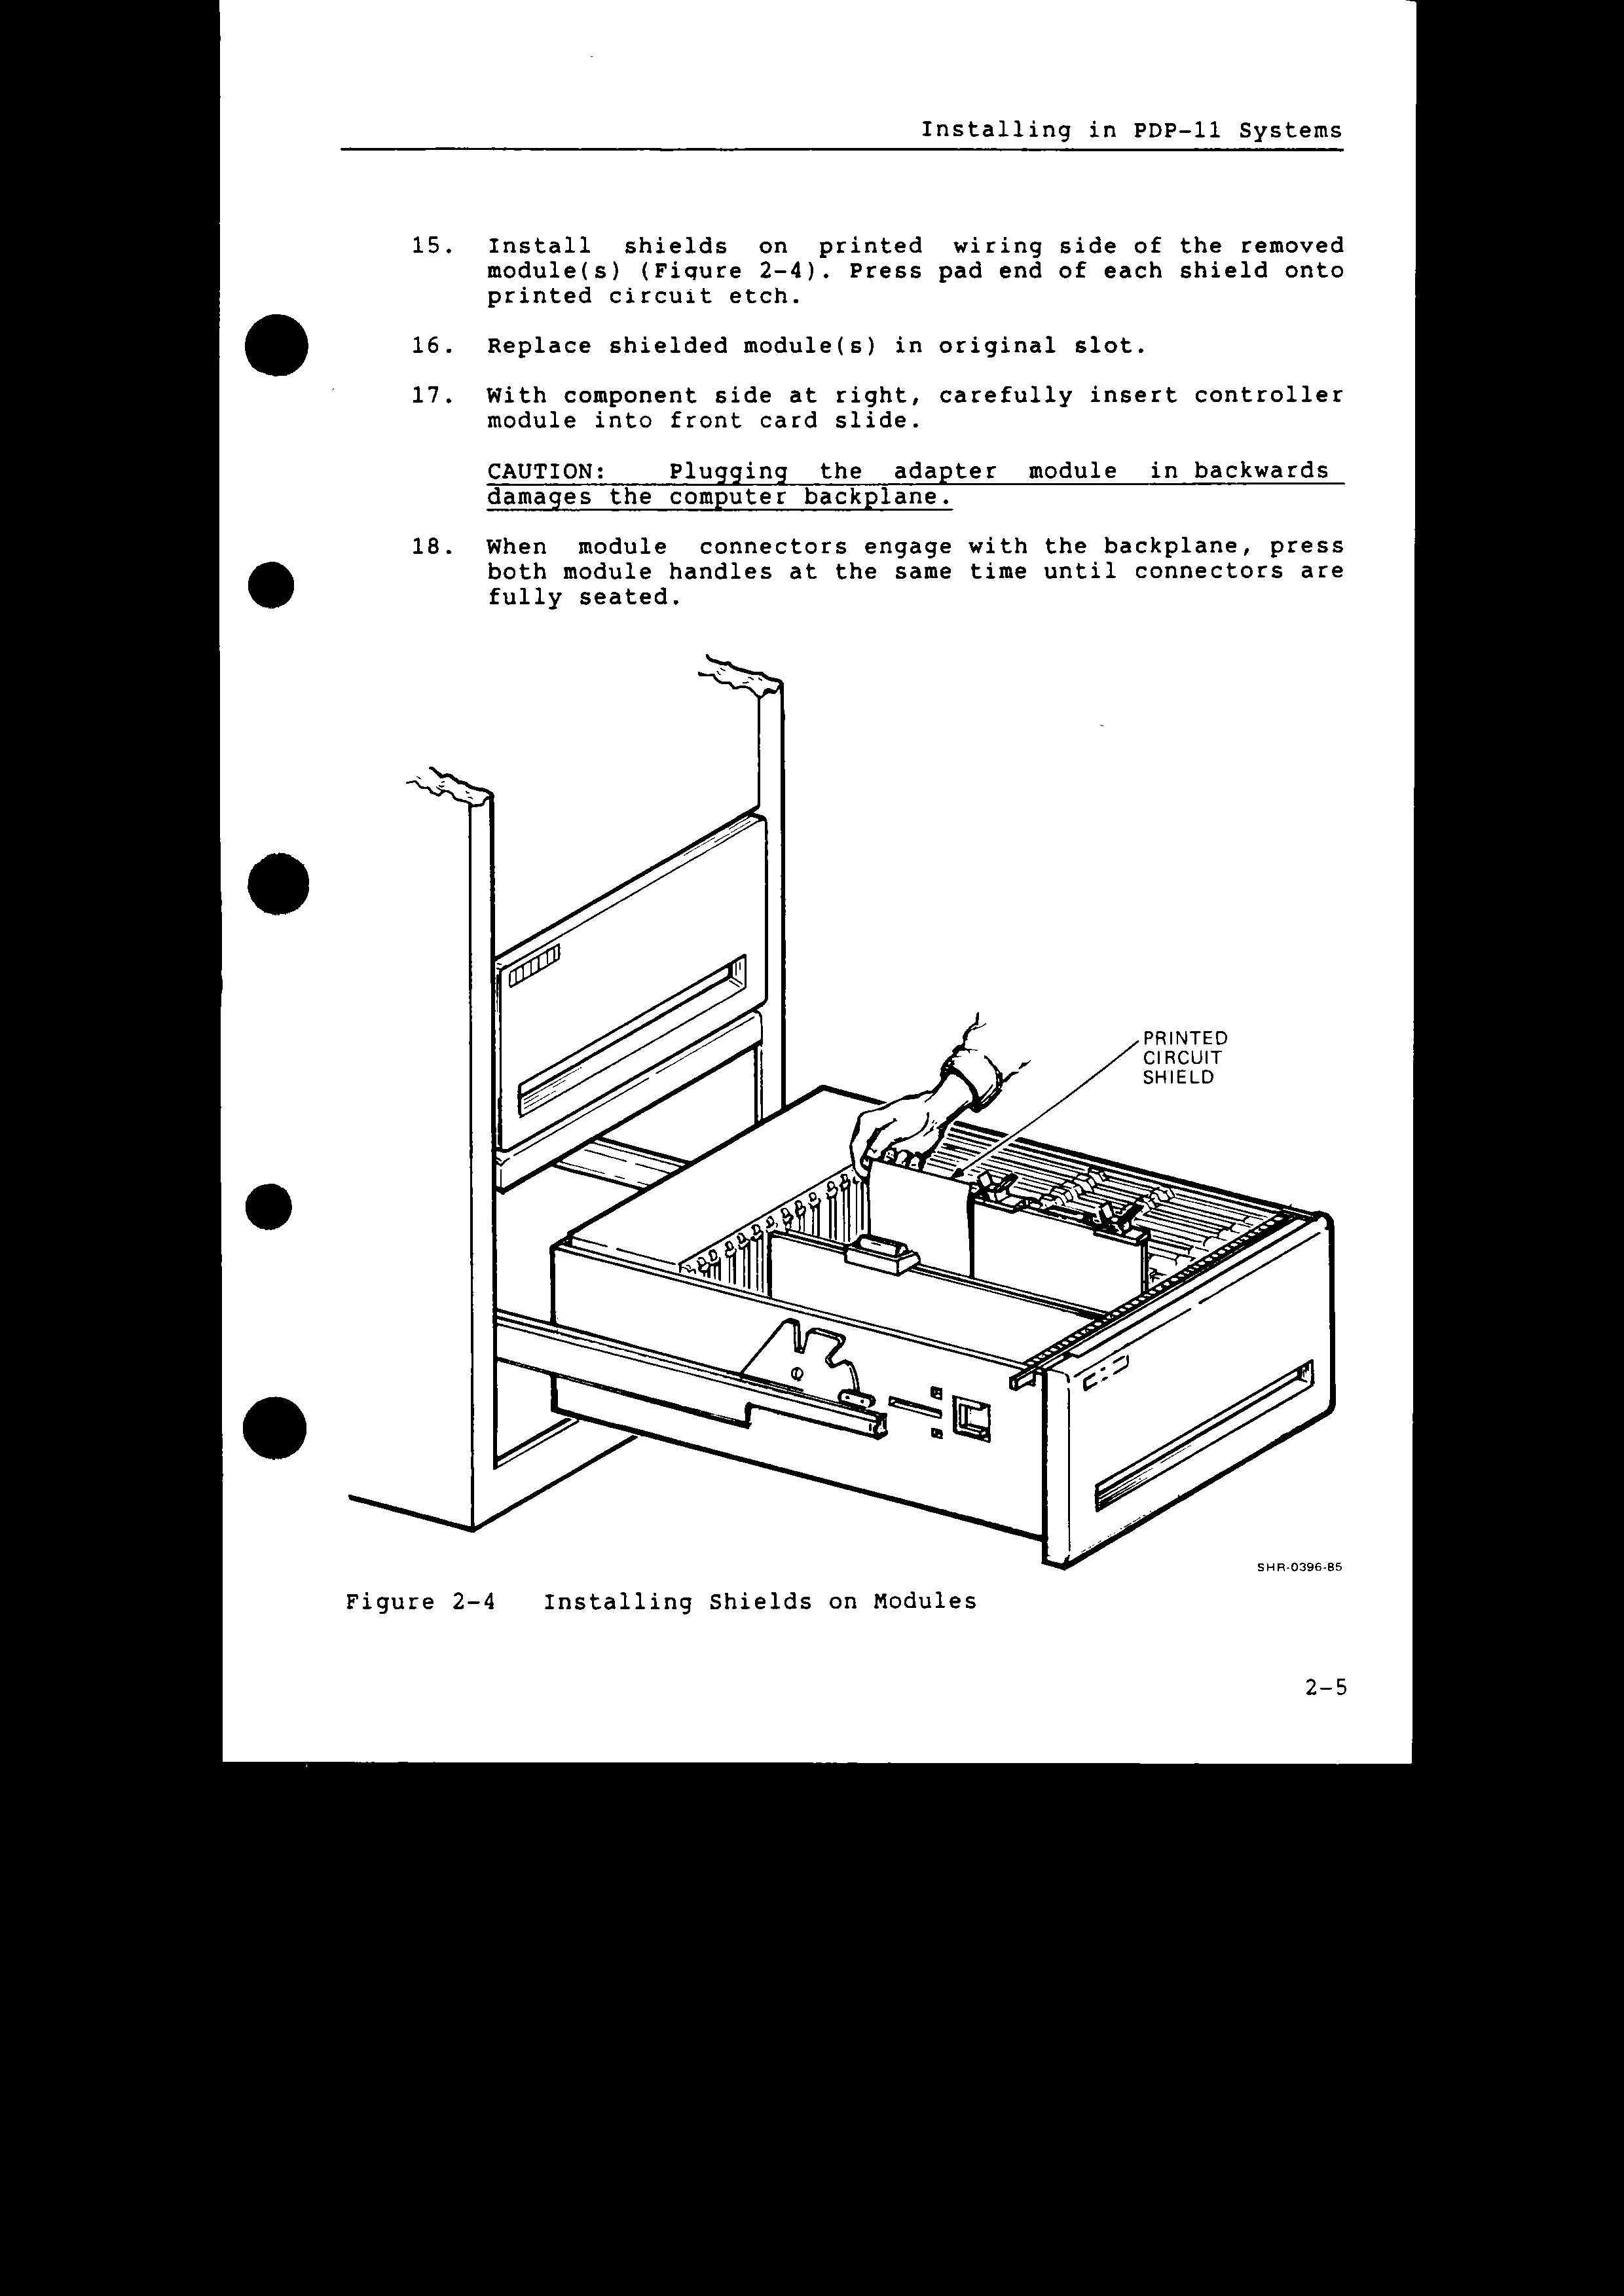 Installing in PDP-11 Systems
15. Install shields on printed wiring side of the removed
module(s) (Figure 2-4). Press pad end of each shield onto
printed circuit etch.
16. Replace shielded module(s) in original slot.
17. With component side at right, carefully insert controller
module into front card slide.
CAUTION: Plugging the adapter module in backwards
damages the computer backplane.
18. When module connectors engage with the backplane, press
both module handles at the same time until connectors are
fully seated.
PRINTED
CIRCUIT
SHIELD
SHR-0396-85
Figure 2-4 Installing Shields on Modules
2-5